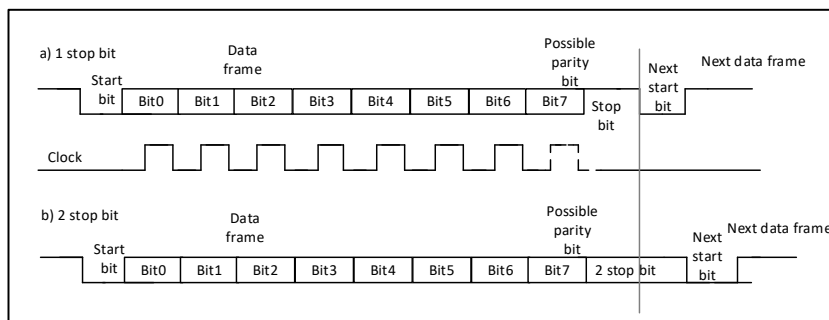 a) 1 stop bit
Data
frame
Possible
parity
bit
Next
start
bit
Next data frame
Start
bit
Bit0 Bit1 Bit2 Bit3 Bit4 Bit5 Bit6 Bit7
Stop
bit
Clock
b) 2 stop bit
Data
frame
Possible
parity
bit
Next data frame
Start
bit
Next
start
bit
Bit0 Bit1 Bit2 Bit3 Bit4 Bit5 Bit6 Bit7 2 stop bit